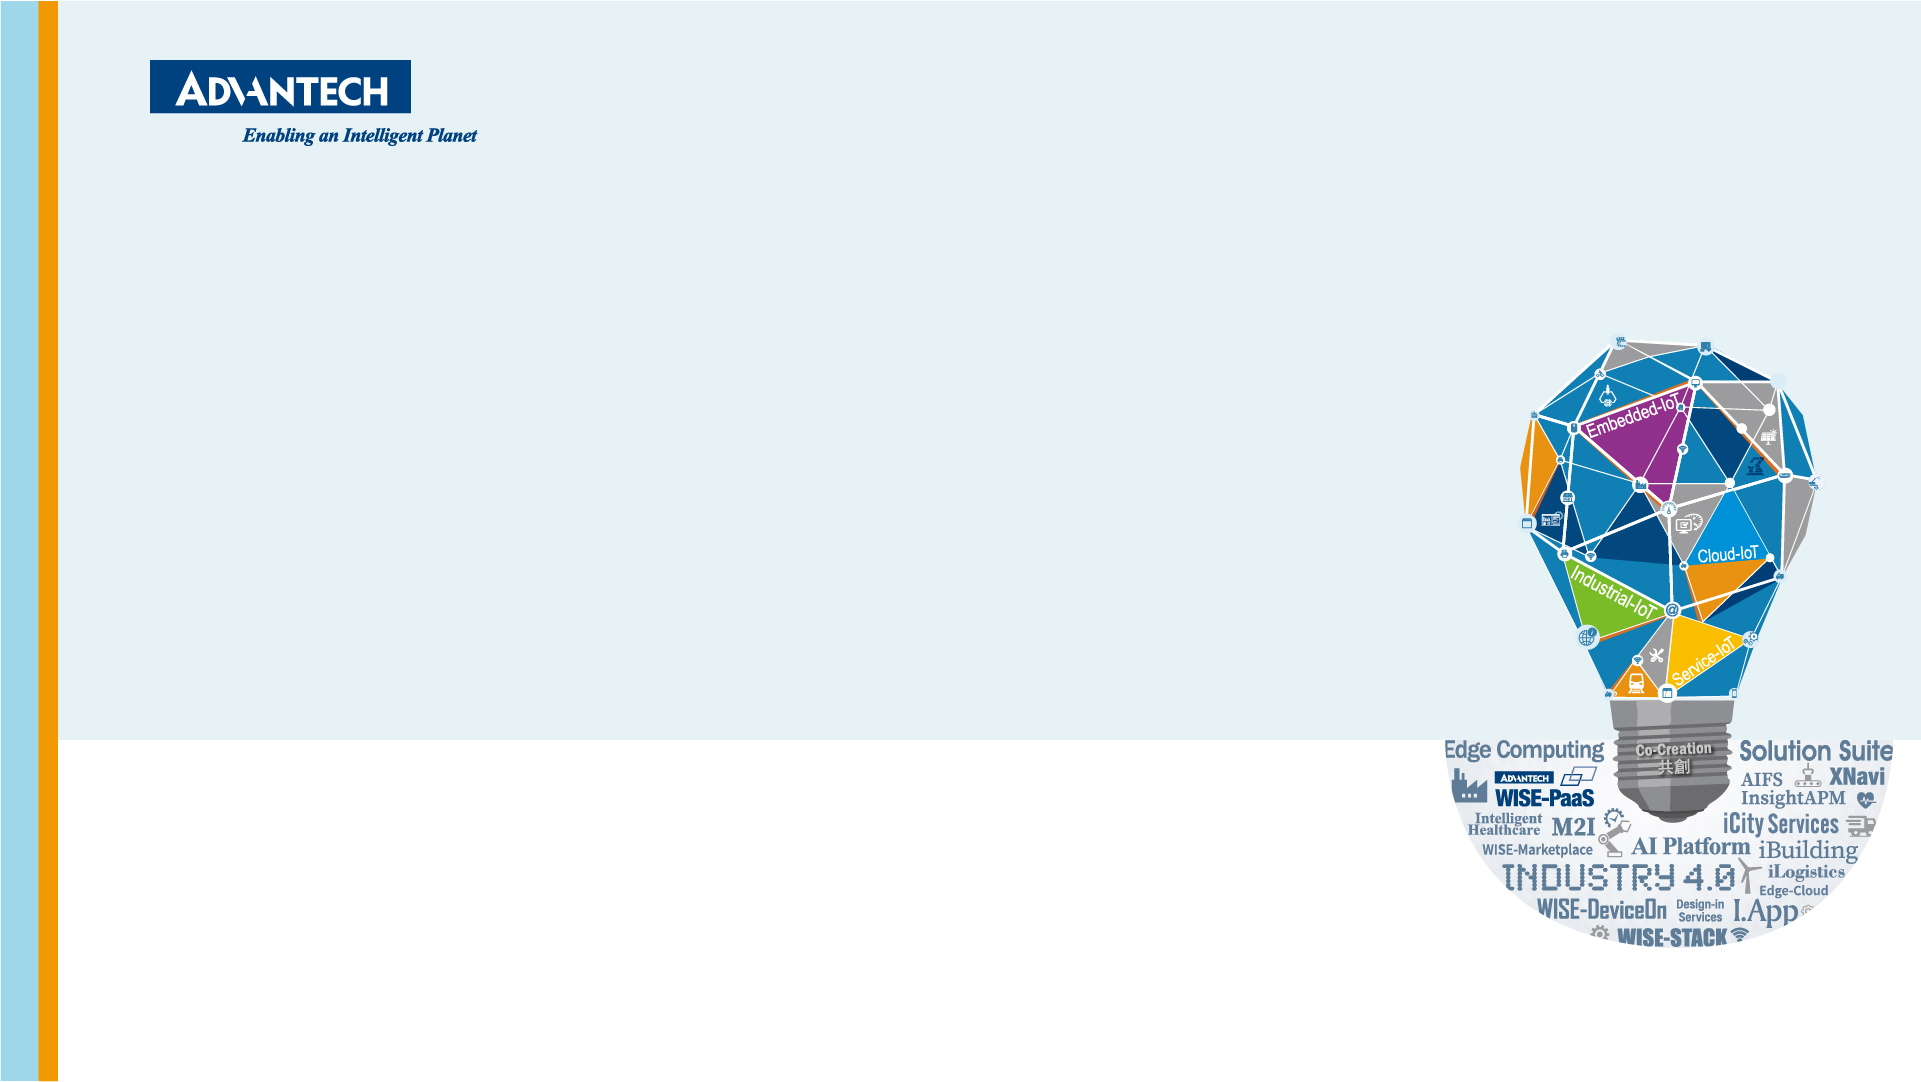 ADVANTECH
Enabling an Intelligent Planet
Embedded-IoT
Cloud-IoT
Industrial-IoT
Service-IoT
Edge Computing
Co-Creation
共創
Solution Suite
ADVANTECH
WISE-PaaS
AIFS
XNavi
InsightAPM
Intelligent
Healthcare
M2I
iCity Services
WISE-Marketplace
AI Platform
iBuilding
INDUSTRY 4.0
iLogistics
Edge-Cloud
WISE-DeviceOn
Design-in
Services
I.App
WISE-STACK